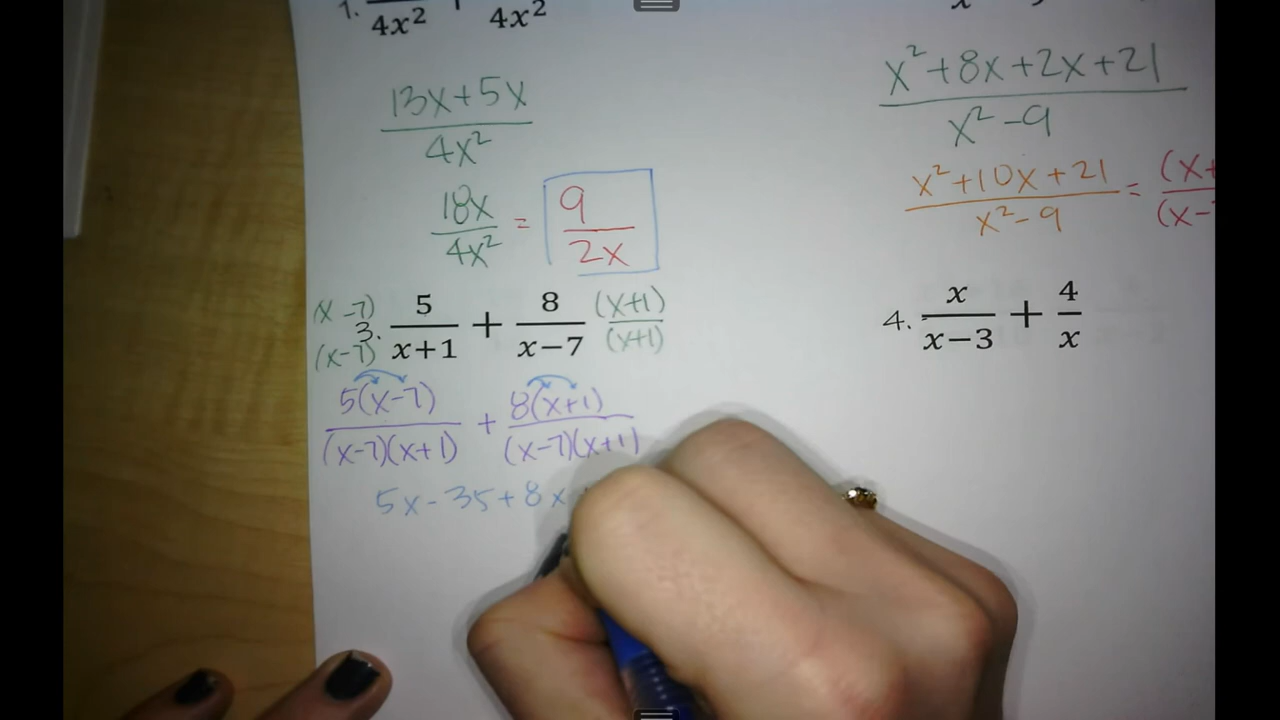 1. 4x² + 4x²
13x+5x
4x²
18x
4x² = 9
2x
(x -7)
(x-7) 3. 5
x+1 + 8
x−7 (x+1)
(x+1)
5(x-7)
(x-7)(x+1) + 8(x+1)
(x-7)(x+1)
5x - 35 + 8x
x² +8x+2x+21
x² -9
x²+10x+21
x²-9 = (x+
(x-
4. x
x−3 + 4
x